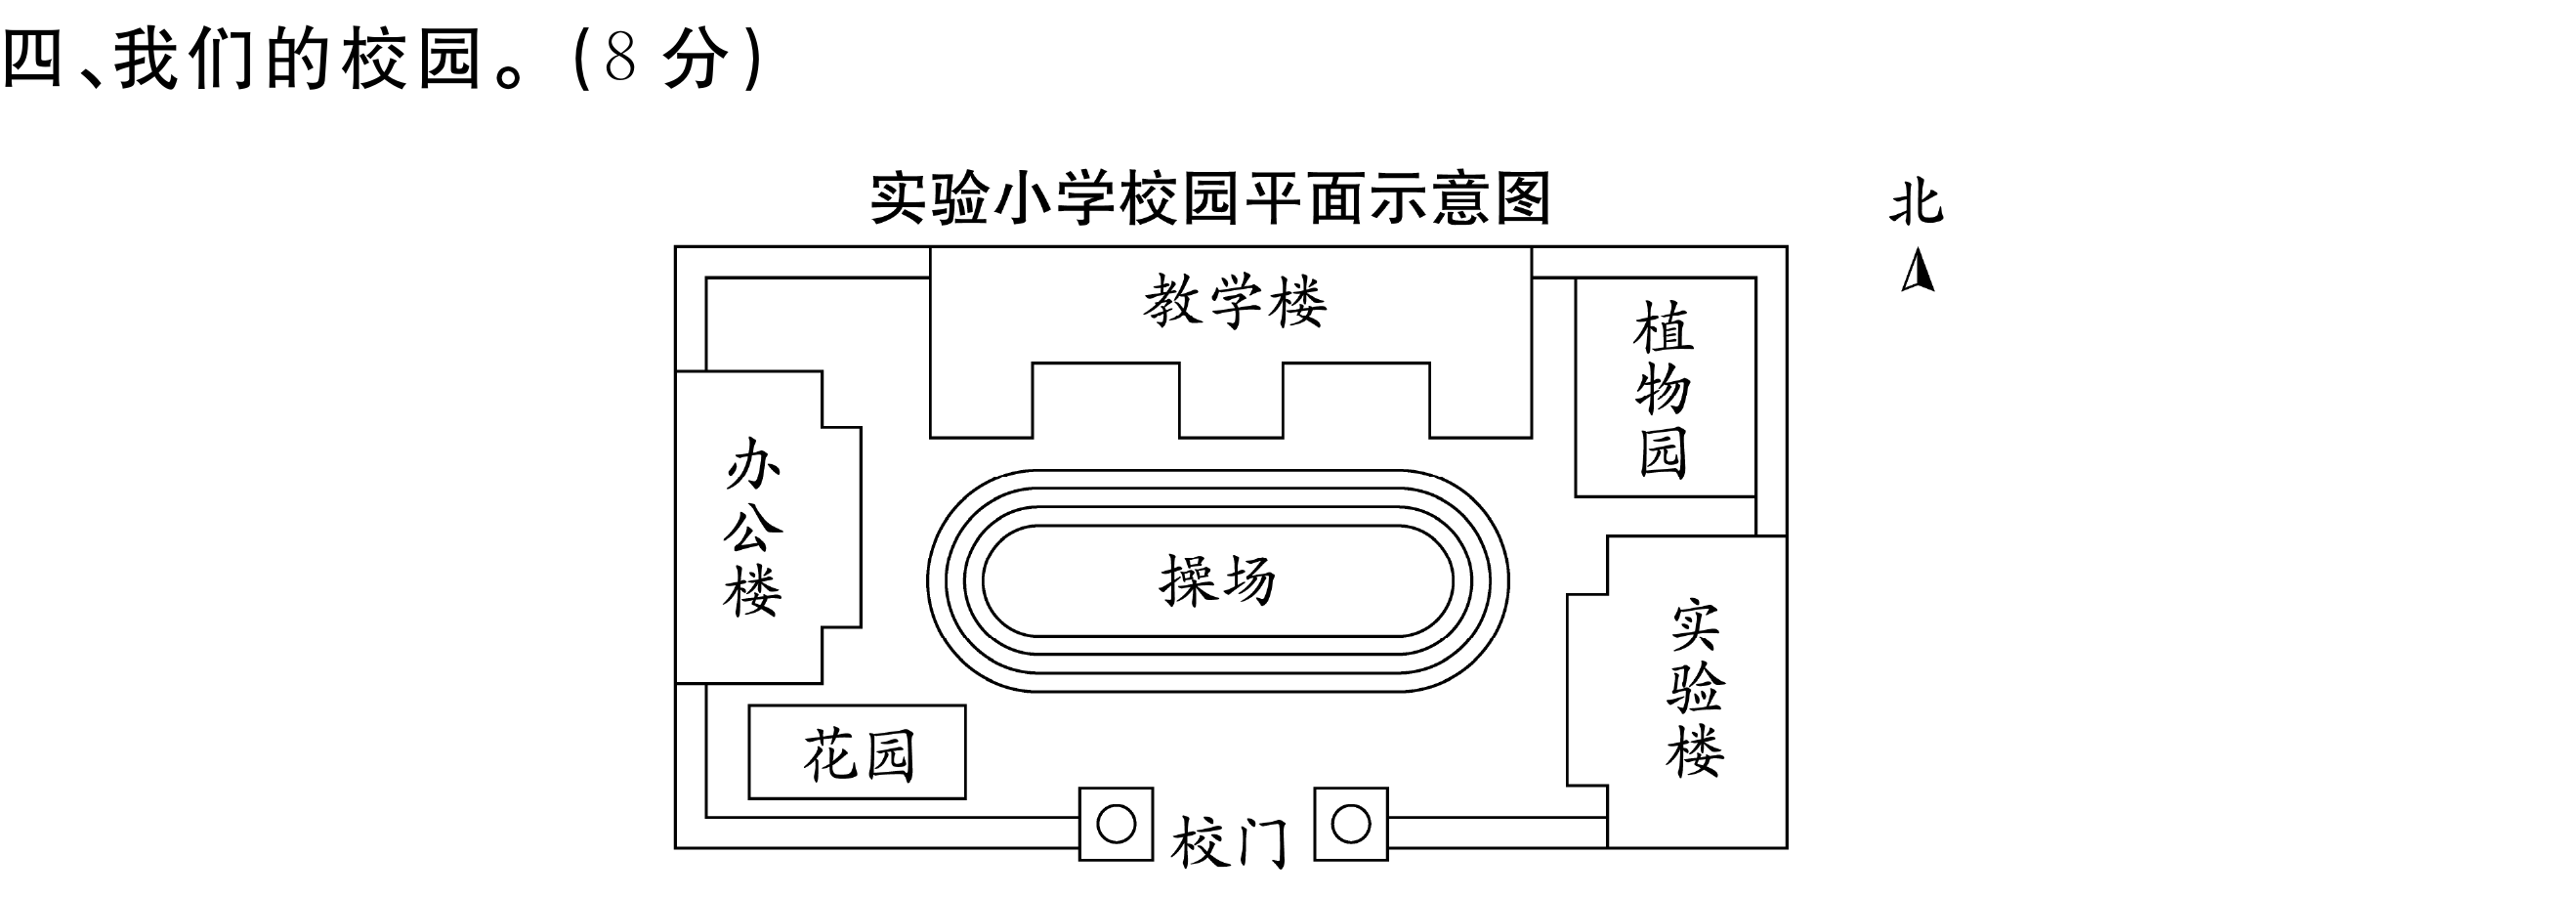 四、我们的校园。(8 分)
实验小学校园平面示意图
北
教学楼
植物园
办公楼
操场
实验楼
花园
校门